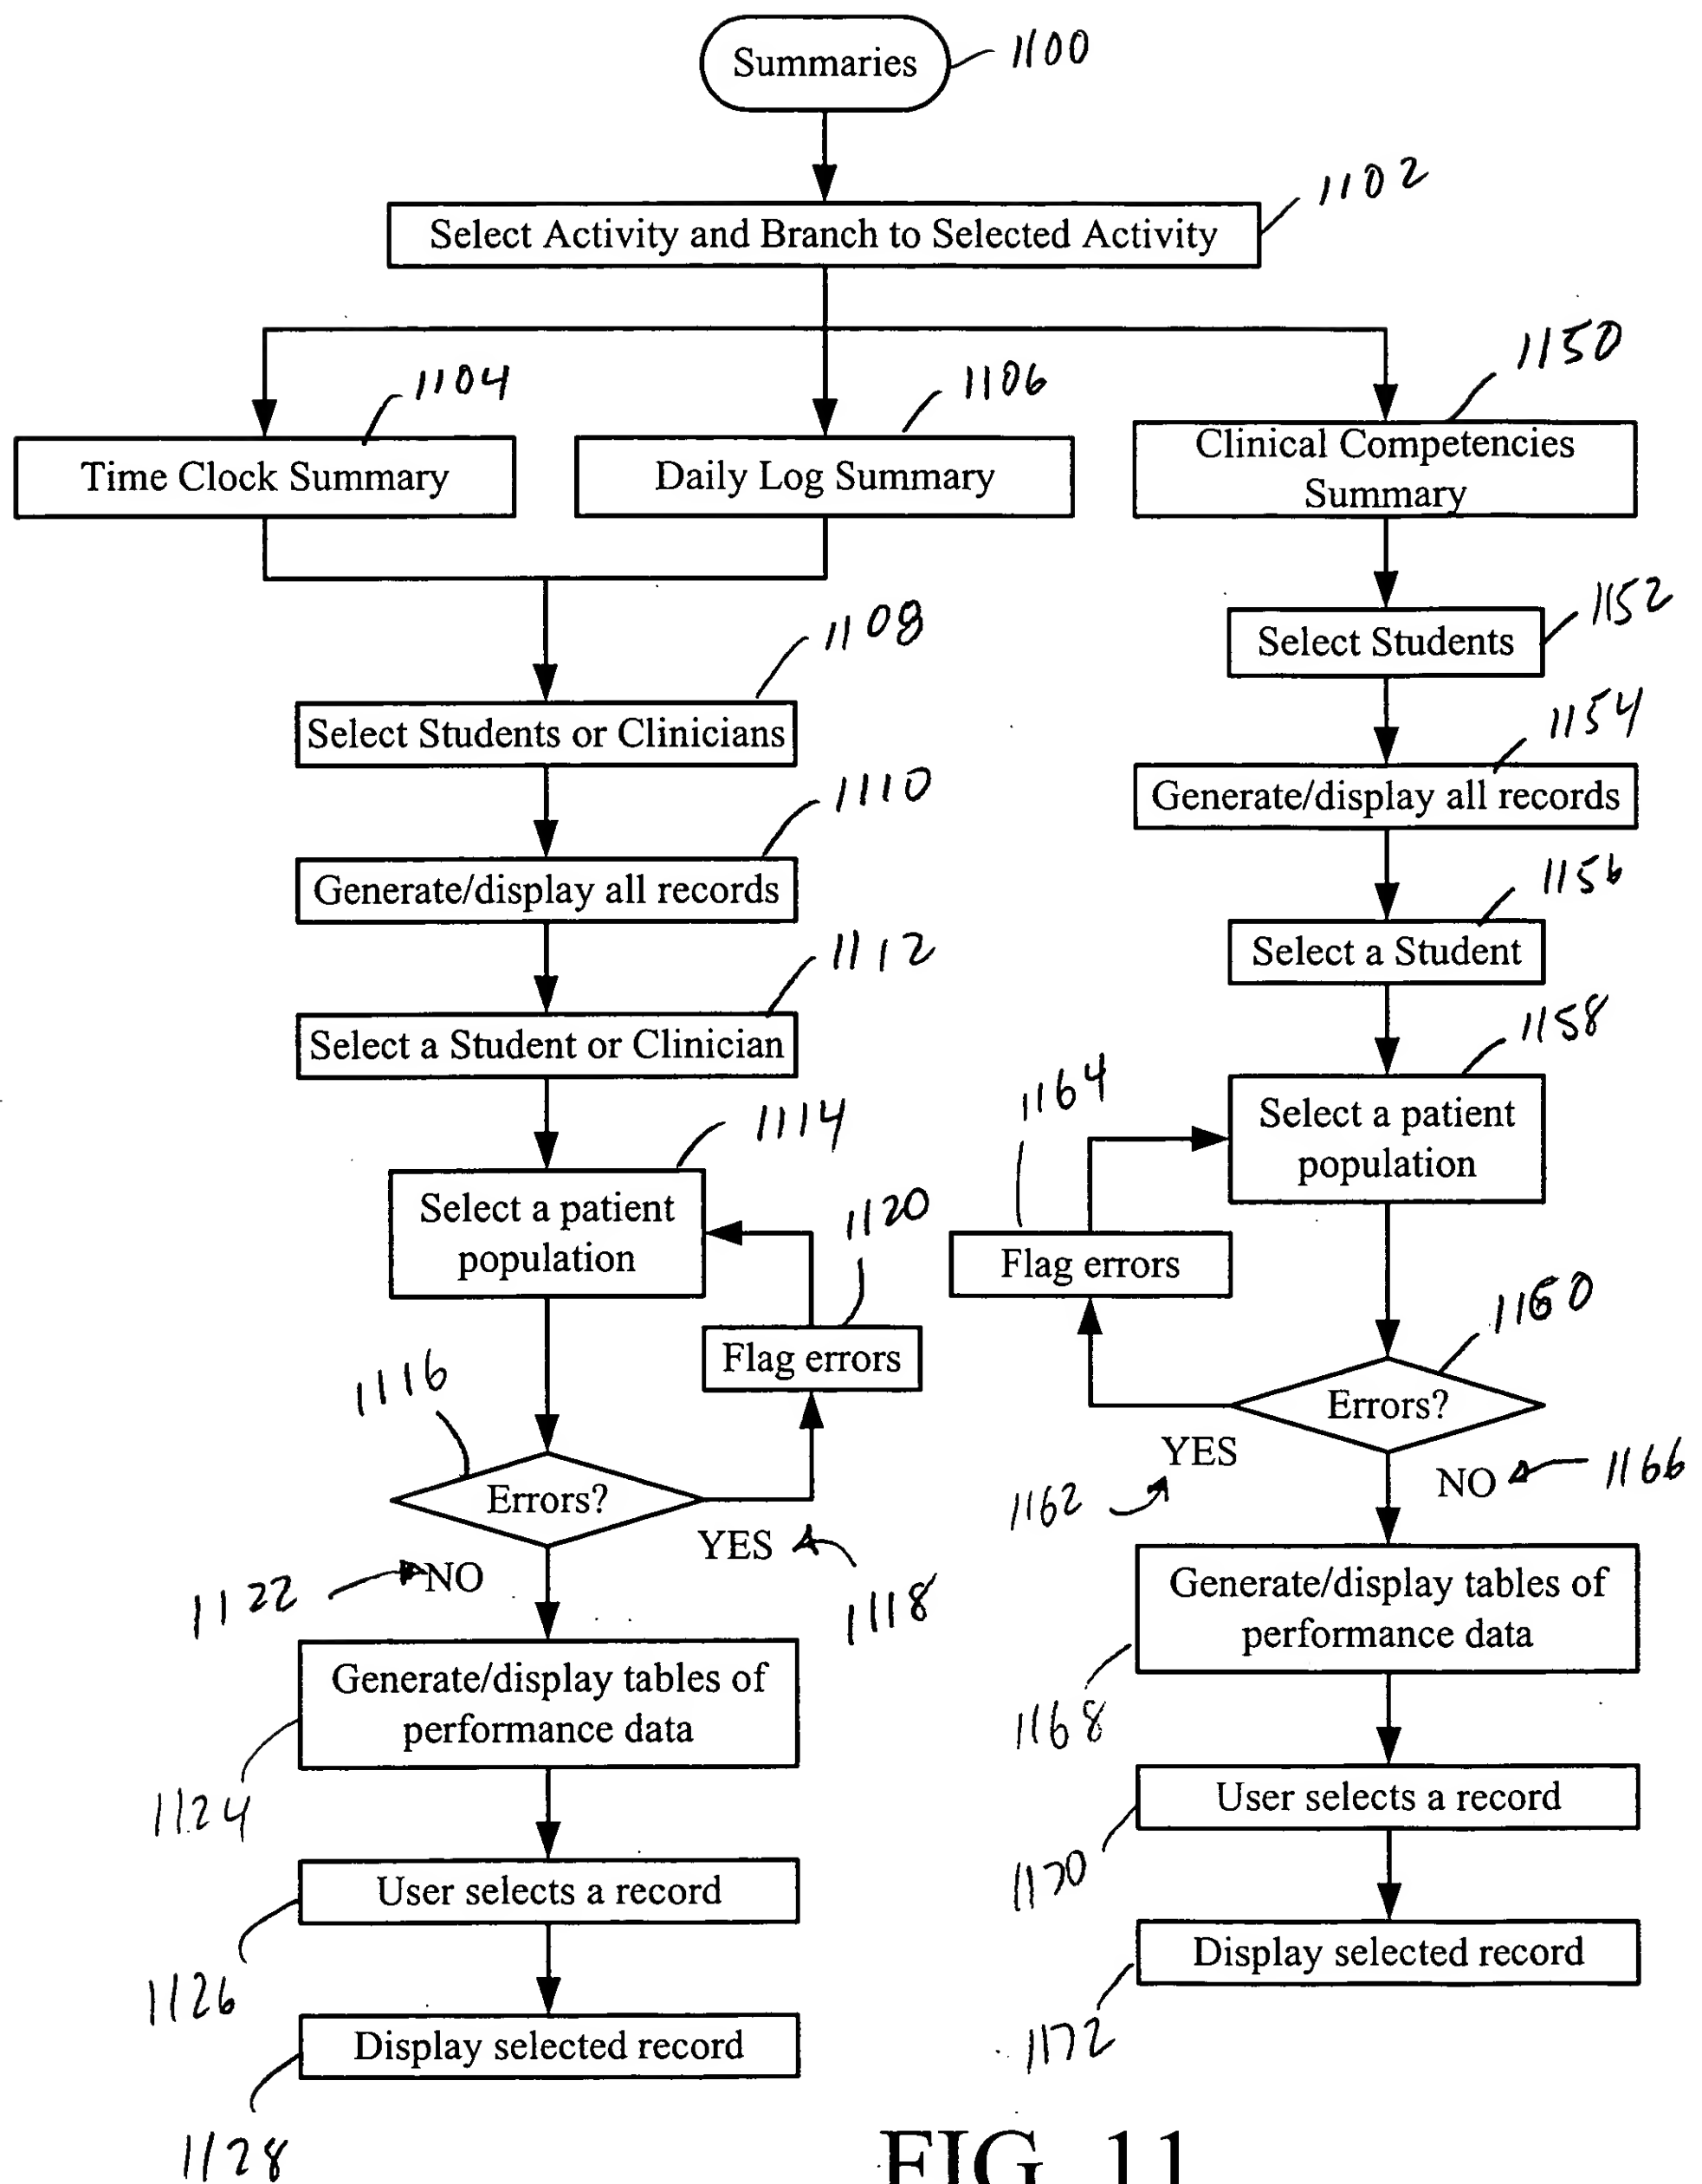 Summaries
1100
1102
Select Activity and Branch to Selected Activity
1150
1104
1106
Time Clock Summary
Daily Log Summary
Clinical Competencies
Summary
1108
Select Students or Clinicians
1110
Generate/display all records
1112
Select a Student or Clinician
1114
Select a patient
population
1120
Flag errors
1116
Errors?
YES
1118
1122
NO
Generate/display tables of
performance data
1124
User selects a record
1126
Display selected record
1128
1152
Select Students
1154
Generate/display all records
1156
Select a Student
1158
Select a patient
population
1164
Flag errors
1160
Errors?
YES
1162
NO
1166
Generate/display tables of
performance data
1168
User selects a record
1170
Display selected record
1172
FIG. 11